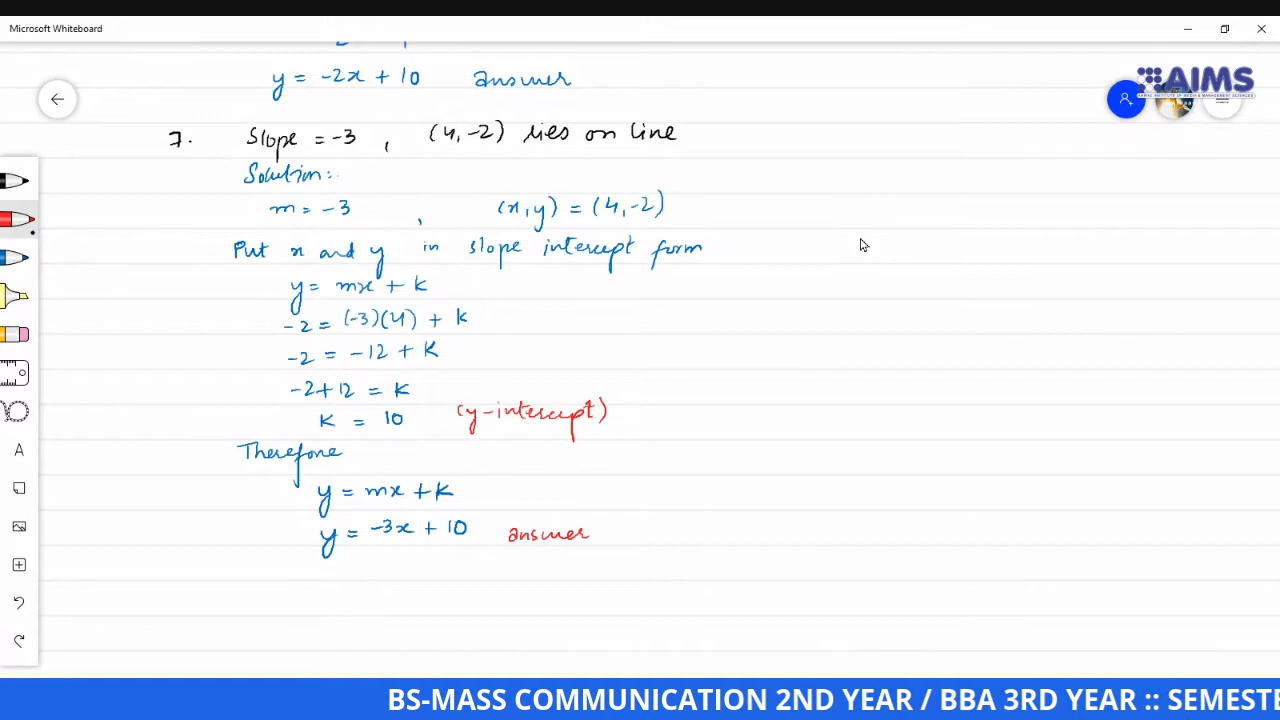 Microsoft Whiteboard
y = -2x + 10 answer
AIMS
7. Slope = -3 , (4,-2) lies on line
Solution:
m = -3 , (x,y) = (4,-2)
Put x and y in slope intercept form
y = mx + k
-2 = (-3)(4) + k
-2 = -12 + k
-2+12 = k
k = 10 (y-intercept)
Therefore
y = mx + k
y = -3x + 10 answer
BS-MASS COMMUNICATION 2ND YEAR / BBA 3RD YEAR :: SEMESTE